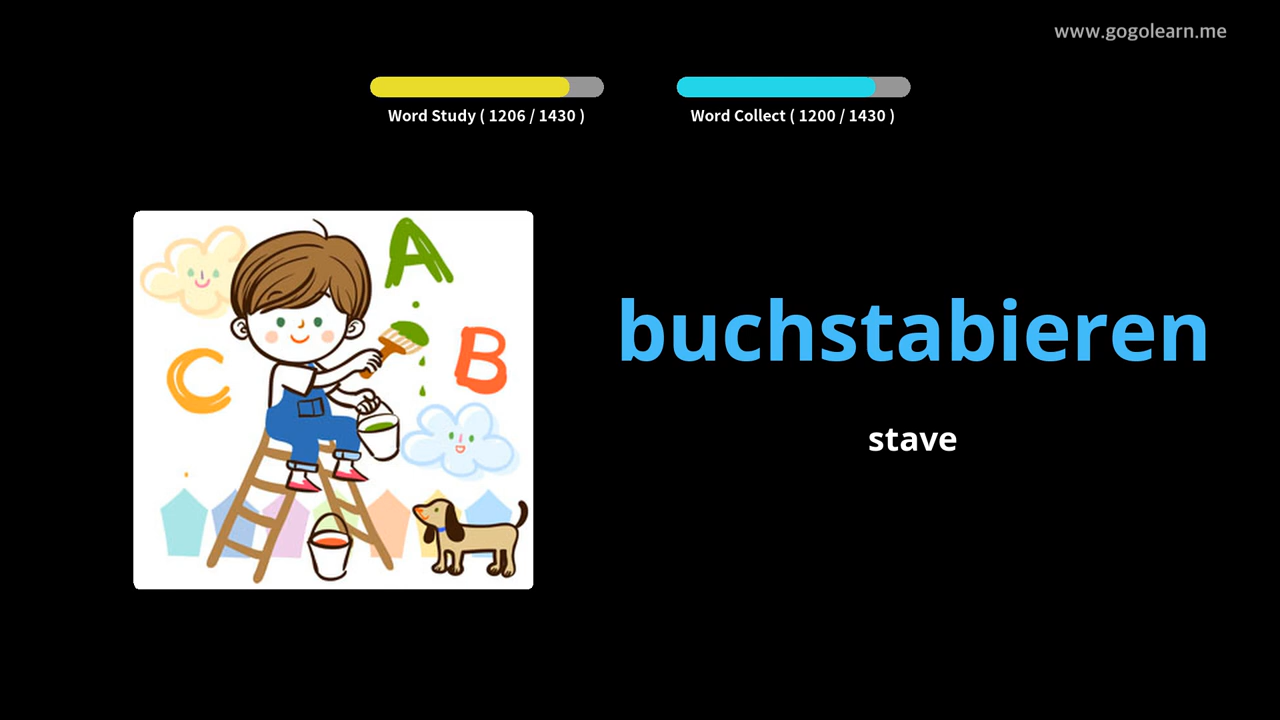 www.gogolearn.me
Word Study ( 1206 / 1430 )
Word Collect ( 1200 / 1430 )
A
B
C
buchstabieren
stave